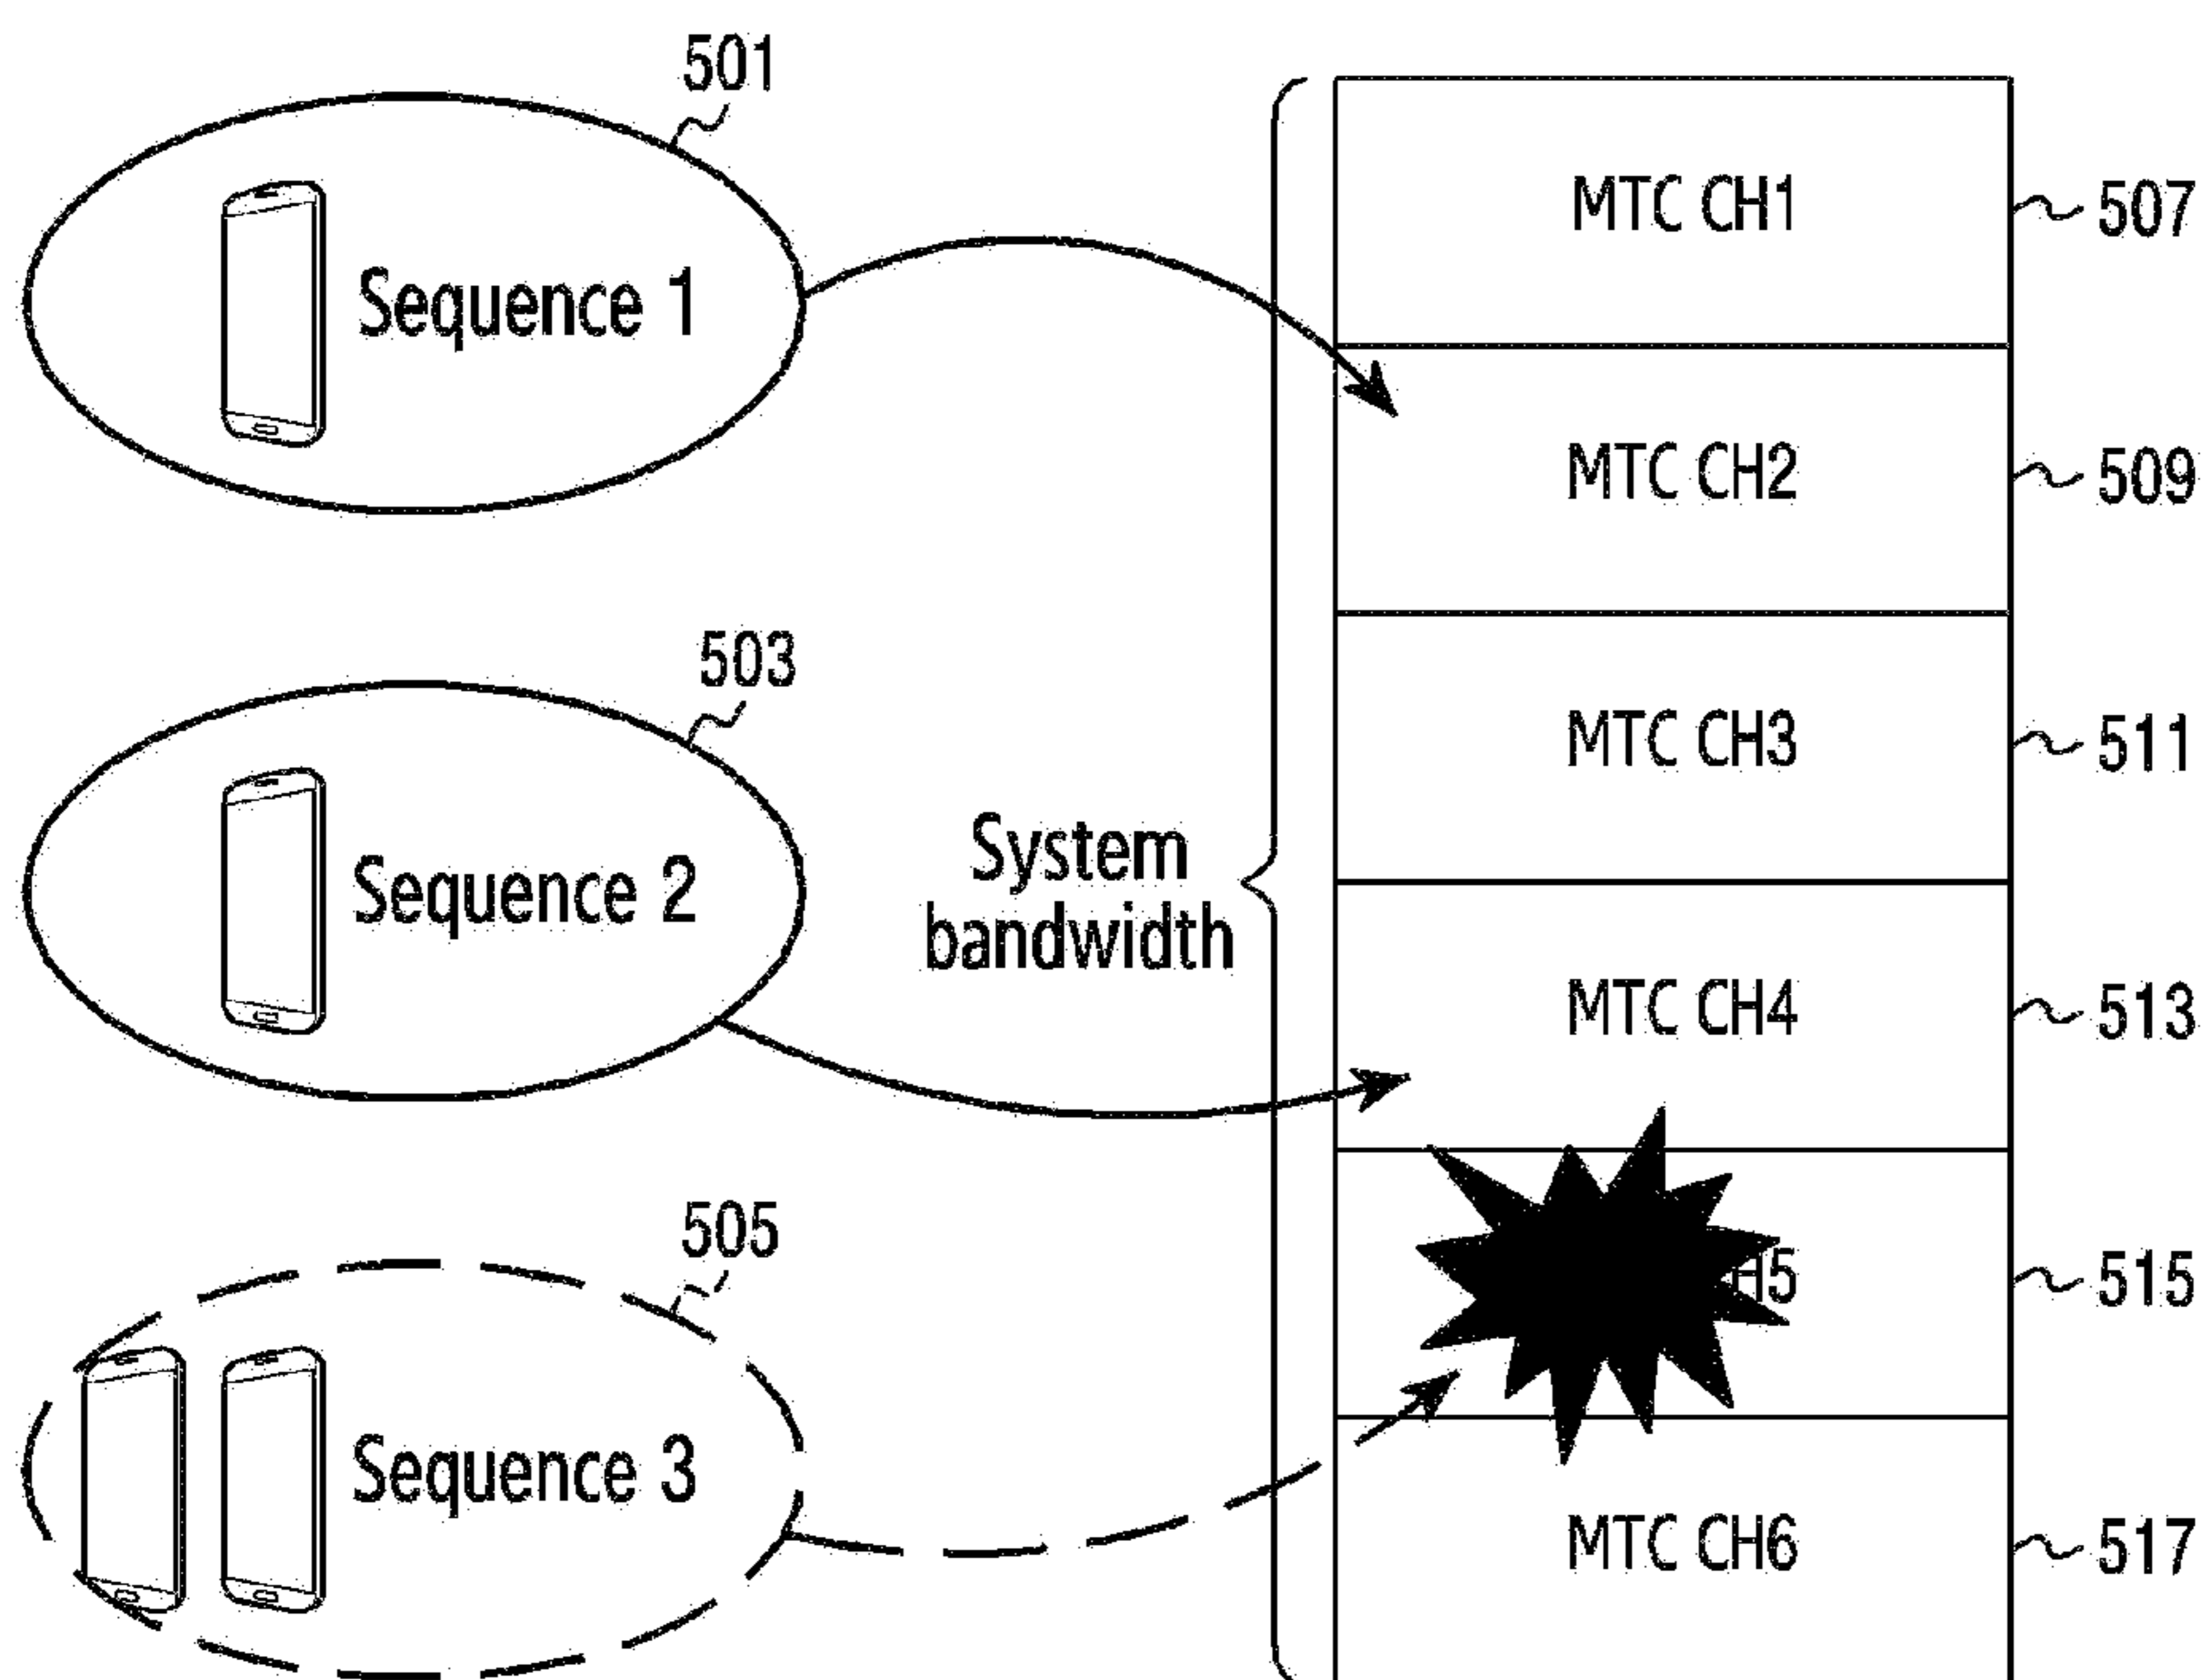 501
Sequence 1
503
Sequence 2
505
Sequence 3
System
bandwidth
MTC CH1
507
MTC CH2
509
MTC CH3
511
MTC CH4
513
H5
515
MTC CH6
517